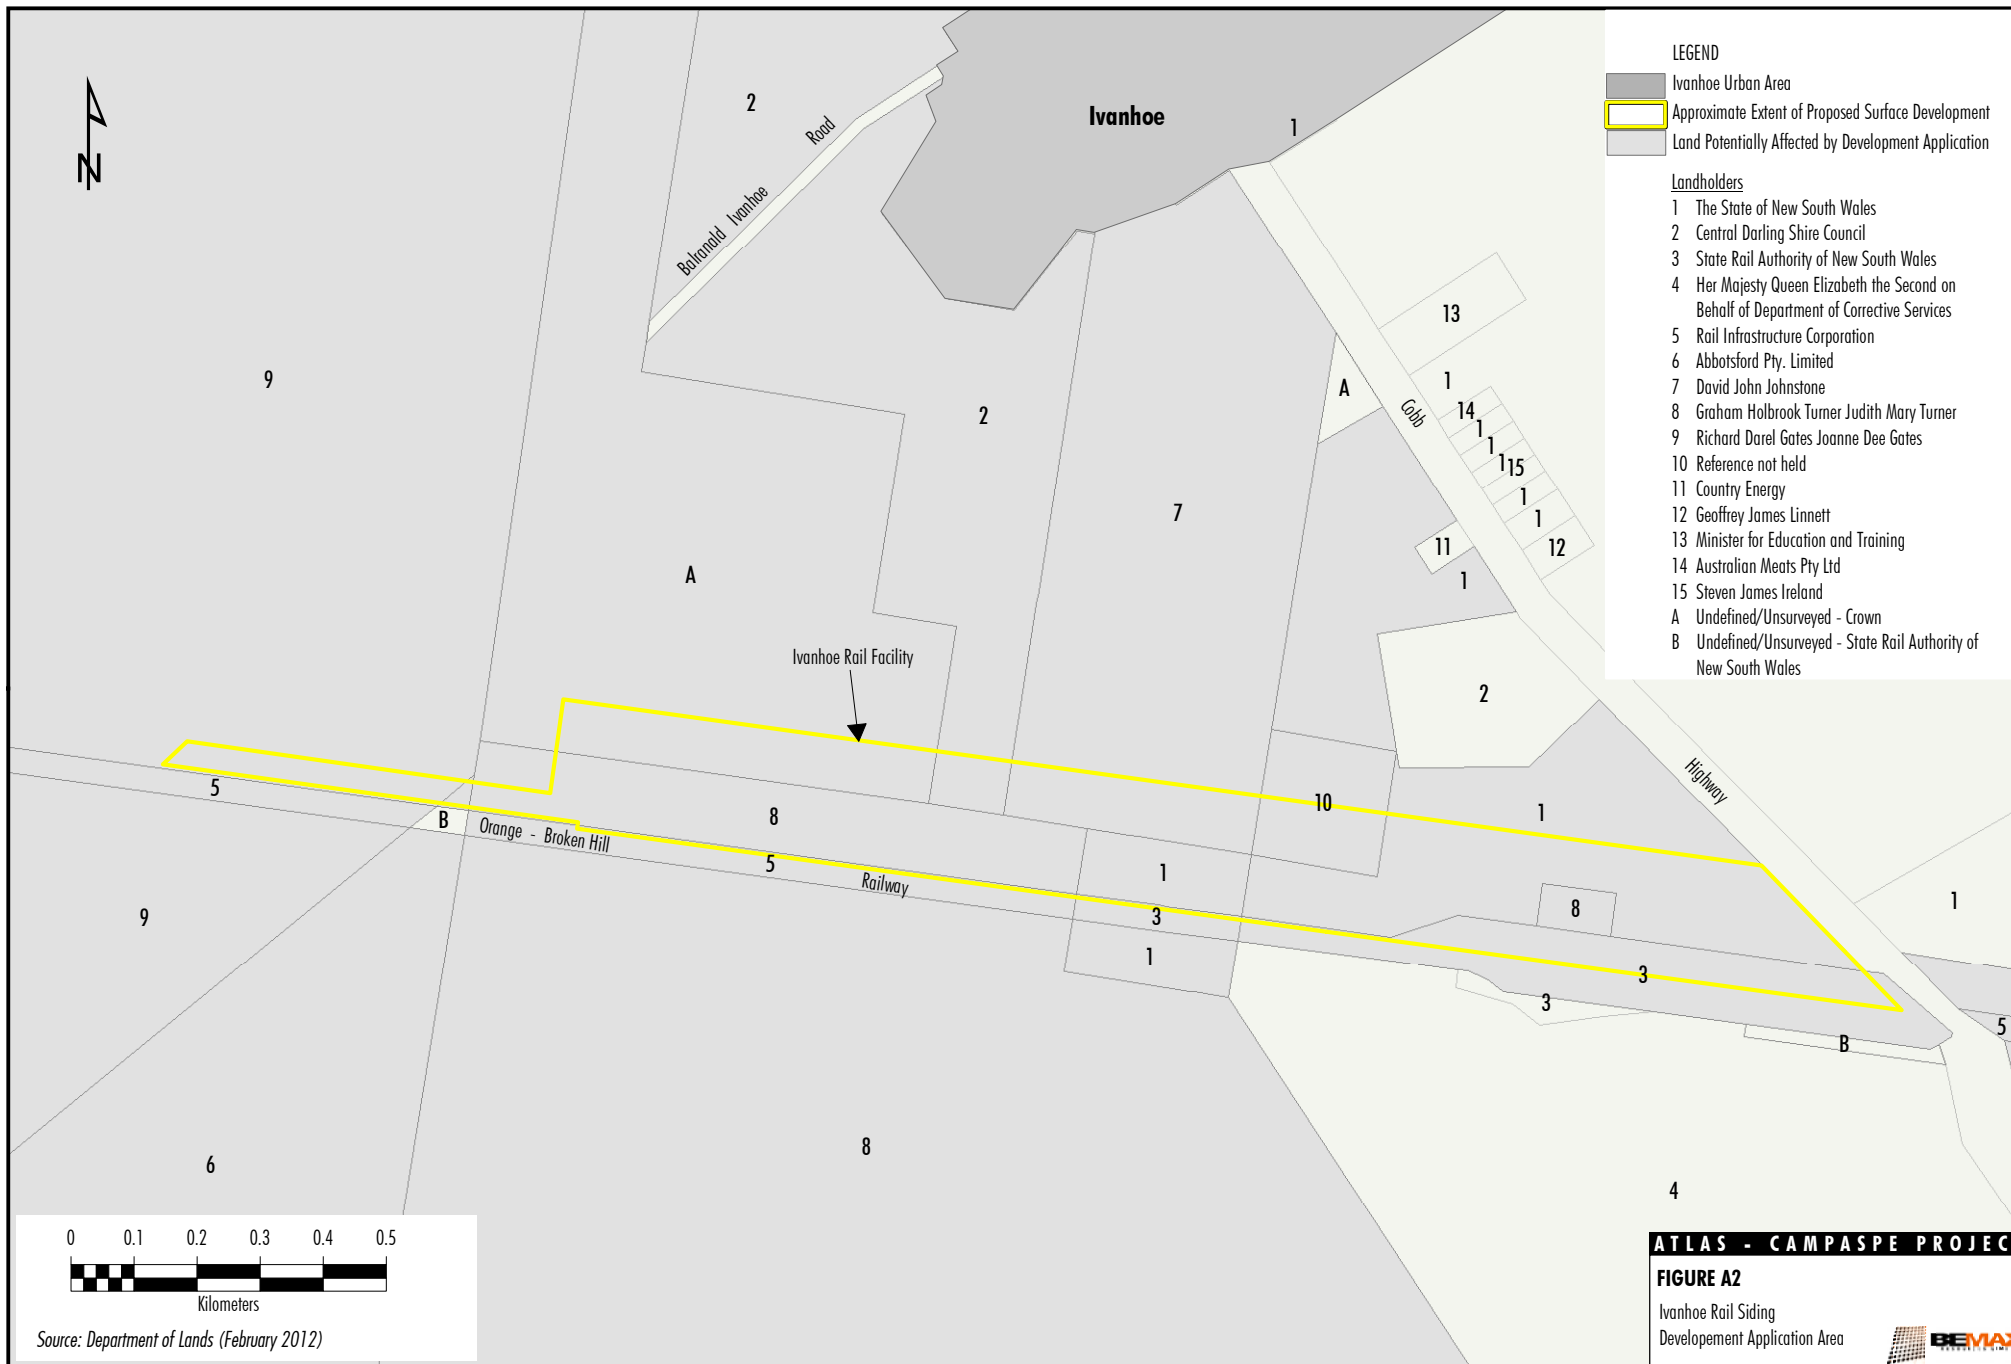 N
2
Road
Balranald Ivanhoe
Ivanhoe
1
9
2
A
7
A
Cobb
13
1
14
1
1
1
15
1
1
12
11
1
2
Ivanhoe Rail Facility
Highway
5
B
Orange - Broken Hill
8
5
Railway
10
1
1
3
1
8
1
3
3
B
5
9
6
8
4
LEGEND
Ivanhoe Urban Area
Approximate Extent of Proposed Surface Development
Land Potentially Affected by Development Application
Landholders
1 The State of New South Wales
2 Central Darling Shire Council
3 State Rail Authority of New South Wales
4 Her Majesty Queen Elizabeth the Second on
Behalf of Department of Corrective Services
5 Rail Infrastructure Corporation
6 Abbotsford Pty. Limited
7 David John Johnstone
8 Graham Holbrook Turner Judith Mary Turner
9 Richard Darel Gates Joanne Dee Gates
10 Reference not held
11 Country Energy
12 Geoffrey James Linnett
13 Minister for Education and Training
14 Australian Meats Pty Ltd
15 Steven James Ireland
A Undefined/Unsurveyed - Crown
B Undefined/Unsurveyed - State Rail Authority of
New South Wales
0 0.1 0.2 0.3 0.4 0.5
Kilometers
Source: Department of Lands (February 2012)
ATLAS - CAMPASPE PROJEC
FIGURE A2
Ivanhoe Rail Siding
Developement Application Area
BEMAX